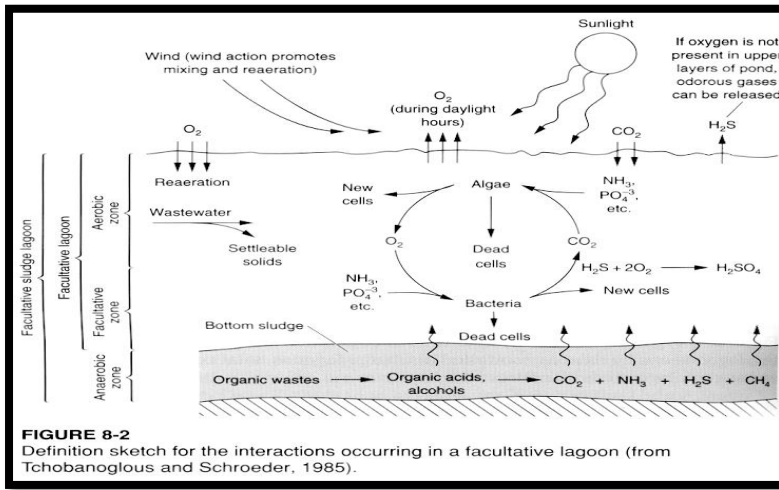 Sunlight
Wind (wind action promotes
mixing and reaeration)
If oxygen is not
present in upper
layers of pond,
odorous gases
can be released
O₂
(during daylight
hours)
O₂
CO₂
H₂S
Reaeration
New
cells
Algae
NH₃,
PO₄⁻³,
etc.
Wastewater
Settleable
solids
O₂
Dead
cells
CO₂
H₂S + 2O₂ → H₂SO₄
NH₃,
PO₄⁻³,
etc.
Bacteria
New cells
Bottom sludge
Dead cells
Organic wastes → Organic acids, → CO₂ + NH₃ + H₂S + CH₄
alcohols
Facultative sludge lagoon
Facultative lagoon
Aerobic
zone
Facultative
zone
Anaerobic
zone
FIGURE 8-2
Definition sketch for the interactions occurring in a facultative lagoon (from
Tchobanoglous and Schroeder, 1985).